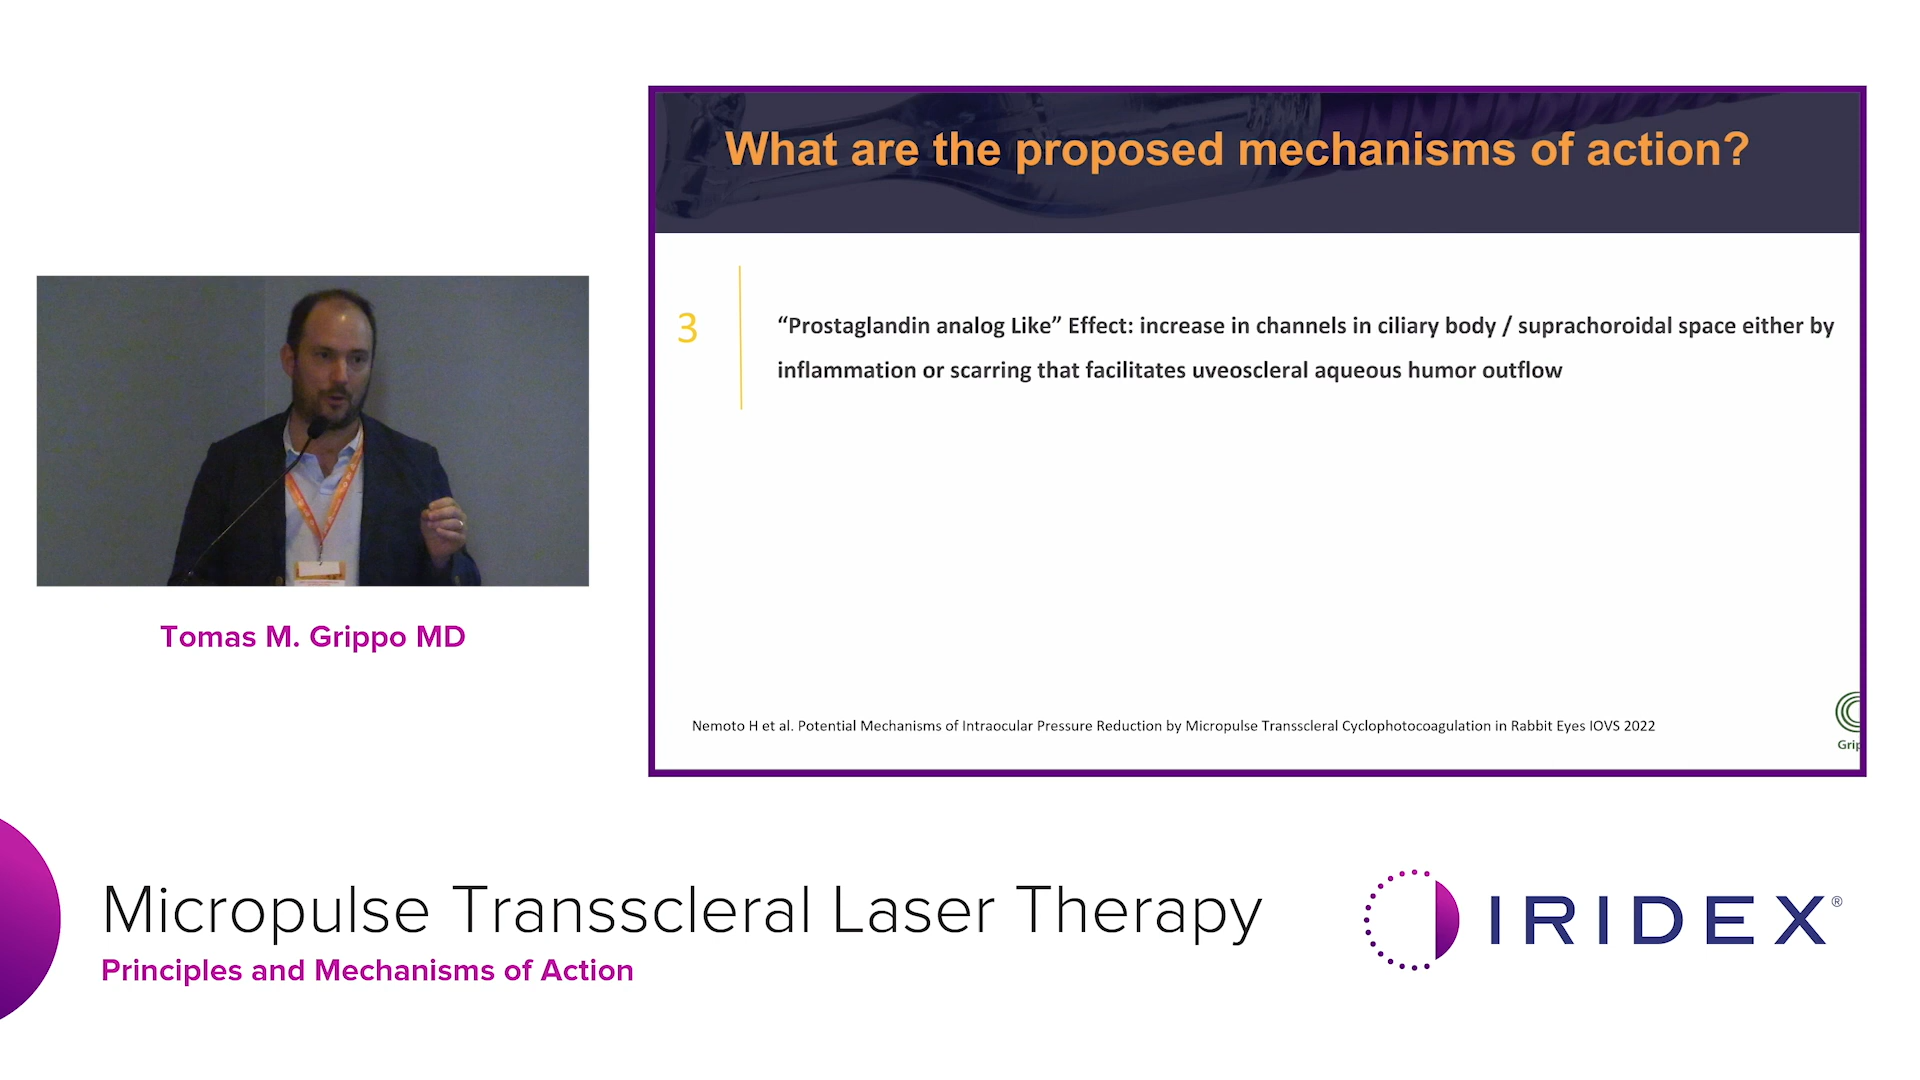 What are the proposed mechanisms of action?
3
“Prostaglandin analog Like” Effect: increase in channels in ciliary body / suprachoroidal space either by
inflammation or scarring that facilitates uveoscleral aqueous humor outflow
Nemoto H et al. Potential Mechanisms of Intraocular Pressure Reduction by Micropulse Transscleral Cyclophotocoagulation in Rabbit Eyes IOVS 2022
Grip
Tomas M. Grippo MD
Micropulse Transscleral Laser Therapy
Principles and Mechanisms of Action
IRIDEX®